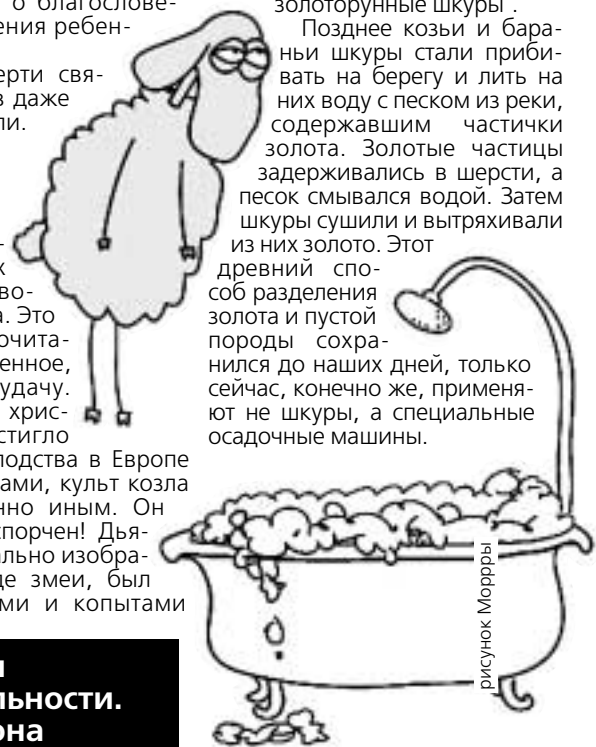 о благослове-
ения ребен-
ерти свя-
в даже
ли.
х
во-
а. Это
очита-
енное,
удачу.
хрис-
стигло
подства в Европе
ами, культ козла
нно иным. Он
спорчен! Дья-
ально изобра-
де змеи, был
ми и копытами
льности.
она
золоторунные шкуры".
Позднее козьи и бара-
ньи шкуры стали приби-
вать на берегу и лить на
них воду с песком из реки,
содержавшим частички
золота. Золотые частицы
задерживались в шерсти, а
песок смывался водой. Затем
шкуры сушили и вытряхивали
из них золото. Этот
древний спо-
соб разделения
золота и пустой
породы сохра-
нился до наших дней, только
сейчас, конечно же, применя-
ют не шкуры, а специальные
осадочные машины.
рисунок Моррры